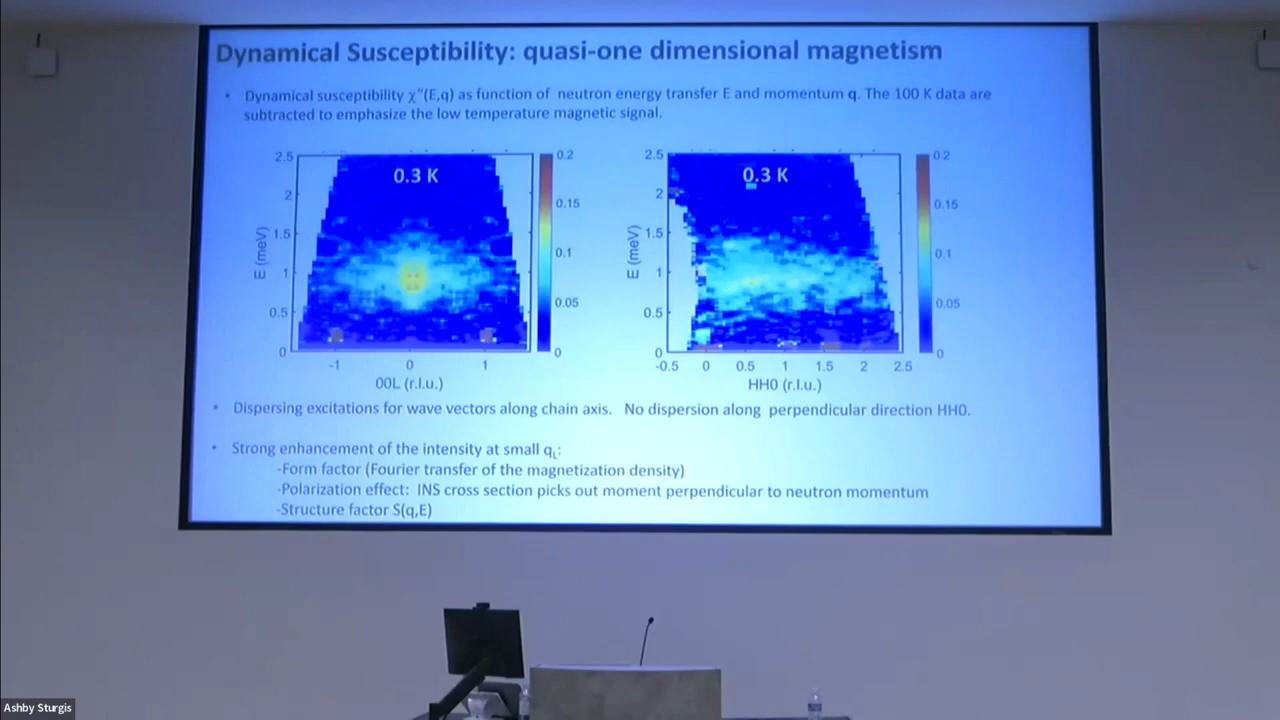 Dynamical Susceptibility: quasi-one dimensional magnetism
• Dynamical susceptibility χ"(E,q) as function of neutron energy transfer E and momentum q. The 100 K data are
subtracted to emphasize the low temperature magnetic signal.
0.3 K
E (meV)
2.5
2
1.5
1
0.5
0
-1 0 1
00L (r.l.u.)
0.2
0.15
0.1
0.05
0
0.3 K
E (meV)
2.5
2
1.5
1
0.5
0
-0.5 0 0.5 1 1.5 2 2.5
HH0 (r.l.u.)
0.2
0.15
0.1
0.05
0
• Dispersing excitations for wave vectors along chain axis. No dispersion along perpendicular direction HH0.
• Strong enhancement of the intensity at small qL:
-Form factor (Fourier transfer of the magnetization density)
-Polarization effect: INS cross section picks out moment perpendicular to neutron momentum
-Structure factor S(q,E)
Ashby Sturgis